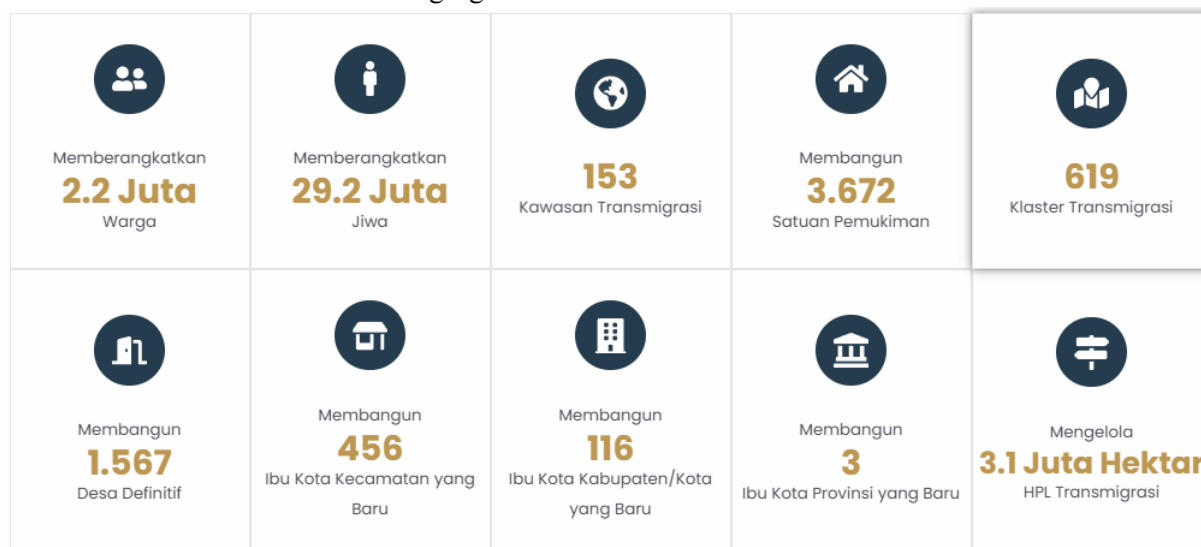 Memberangkatkan
2.2 Juta
Warga
Memberangkatkan
29.2 Juta
Jiwa
153
Kawasan Transmigrasi
Membangun
3.672
Satuan Pemukiman
619
Klaster Transmigrasi
Membangun
1.567
Desa Definitif
Membangun
456
Ibu Kota Kecamatan yang
Baru
Membangun
116
Ibu Kota Kabupaten/Kota
yang Baru
Membangun
3
Ibu Kota Provinsi yang Baru
Mengelola
3.1 Juta Hektar
HPL Transmigrasi